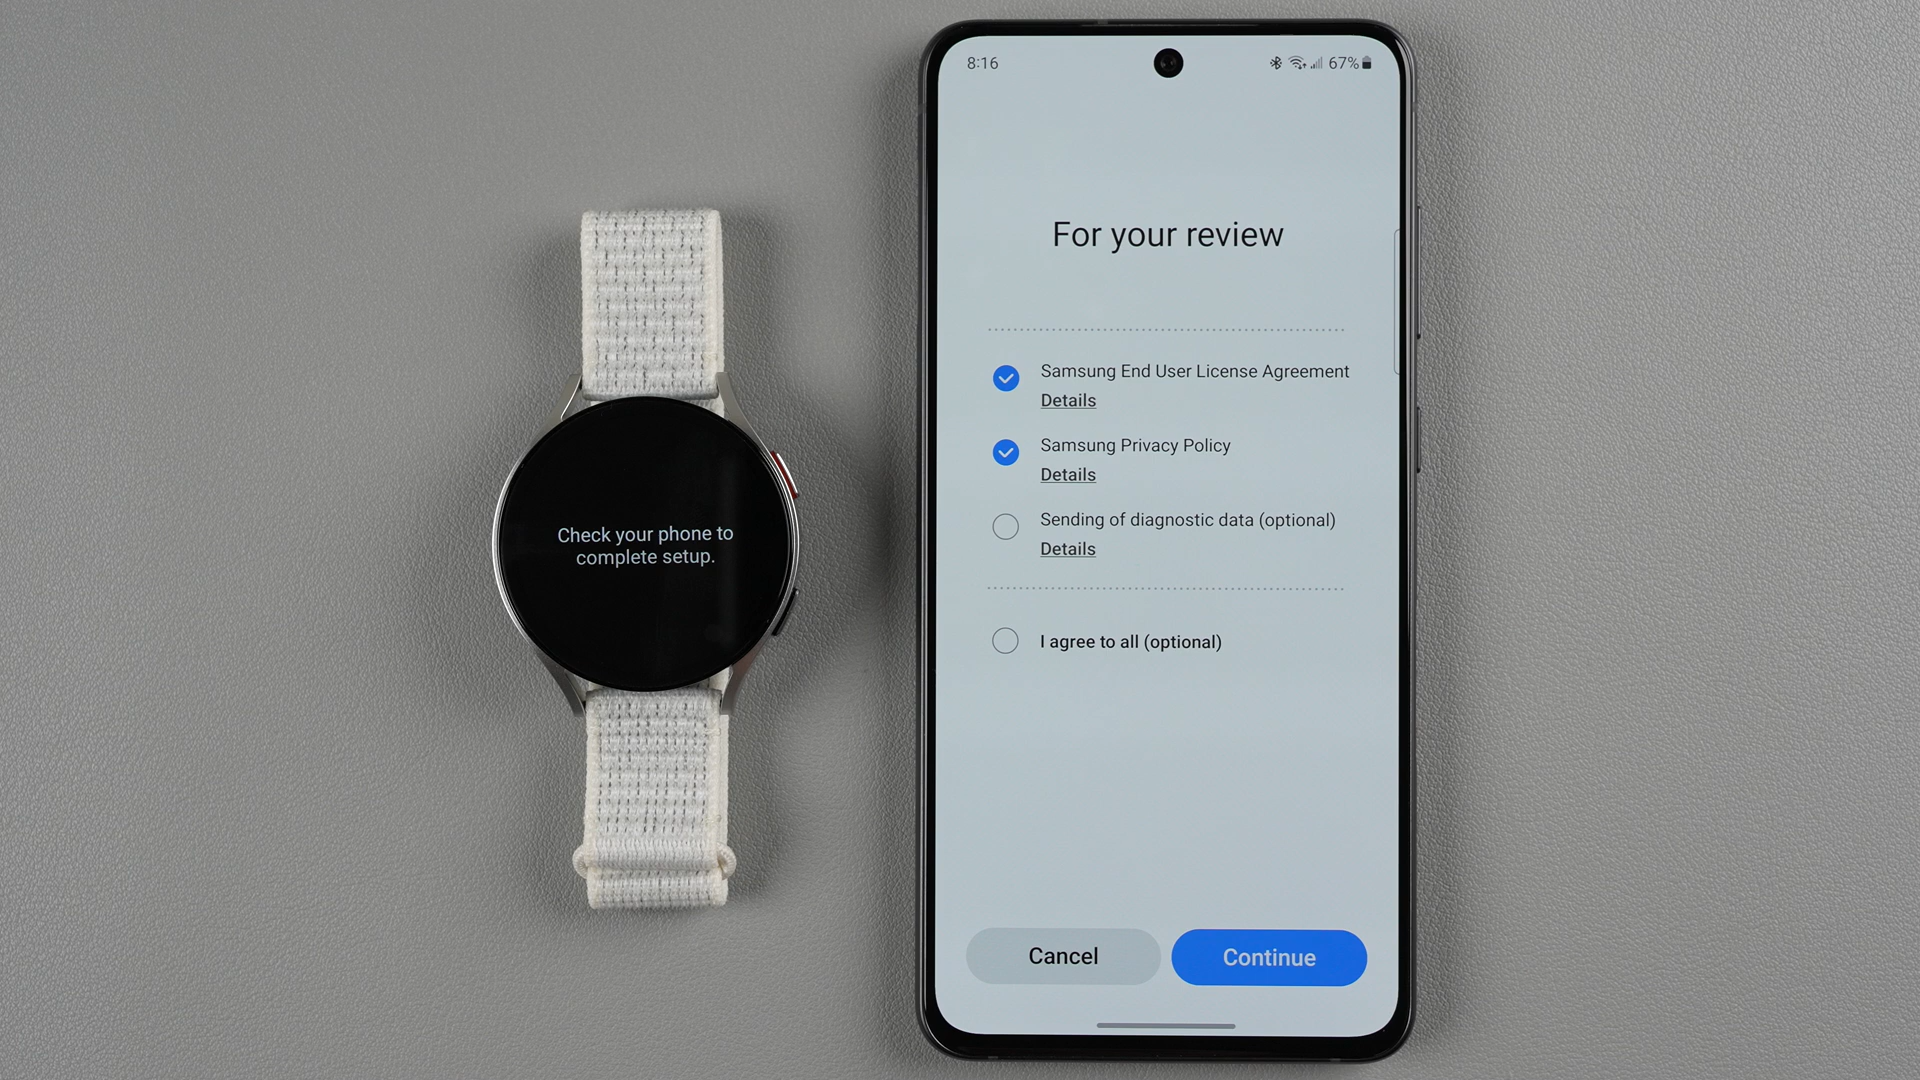 Check your phone to
complete setup.
8:16
67%
For your review
Samsung End User License Agreement
Details
Samsung Privacy Policy
Details
Sending of diagnostic data (optional)
Details
I agree to all (optional)
Cancel
Continue